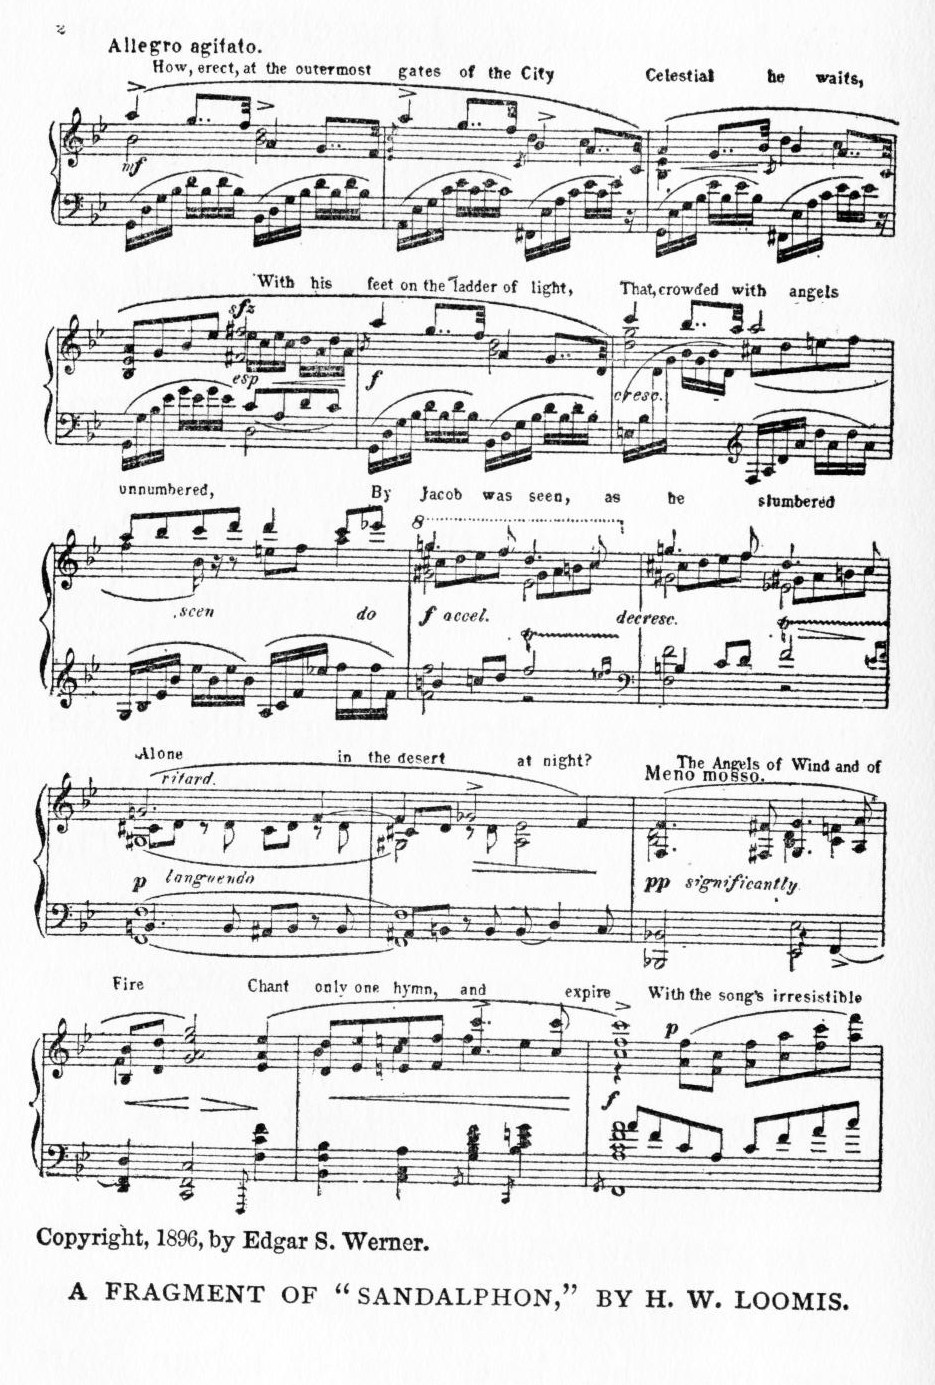 2
Allegro agitato.
How, erect, at the outermost gates of the City Celestial he waits,
mf
With his feet on the ladder of light, That, crowded with angels
sfz
esp f cresc.
unnumbered, By Jacob was seen, as he slumbered
8
scen do f accel. decresc.
Alone in the desert at night? The Angels of Wind and of
ritard. Meno mosso.
p languendo pp significantly.
Fire Chant only one hymn, and expire With the song's irresistible
p
f
Copyright, 1896, by Edgar S. Werner.
A FRAGMENT OF "SANDALPHON," BY H. W. LOOMIS.